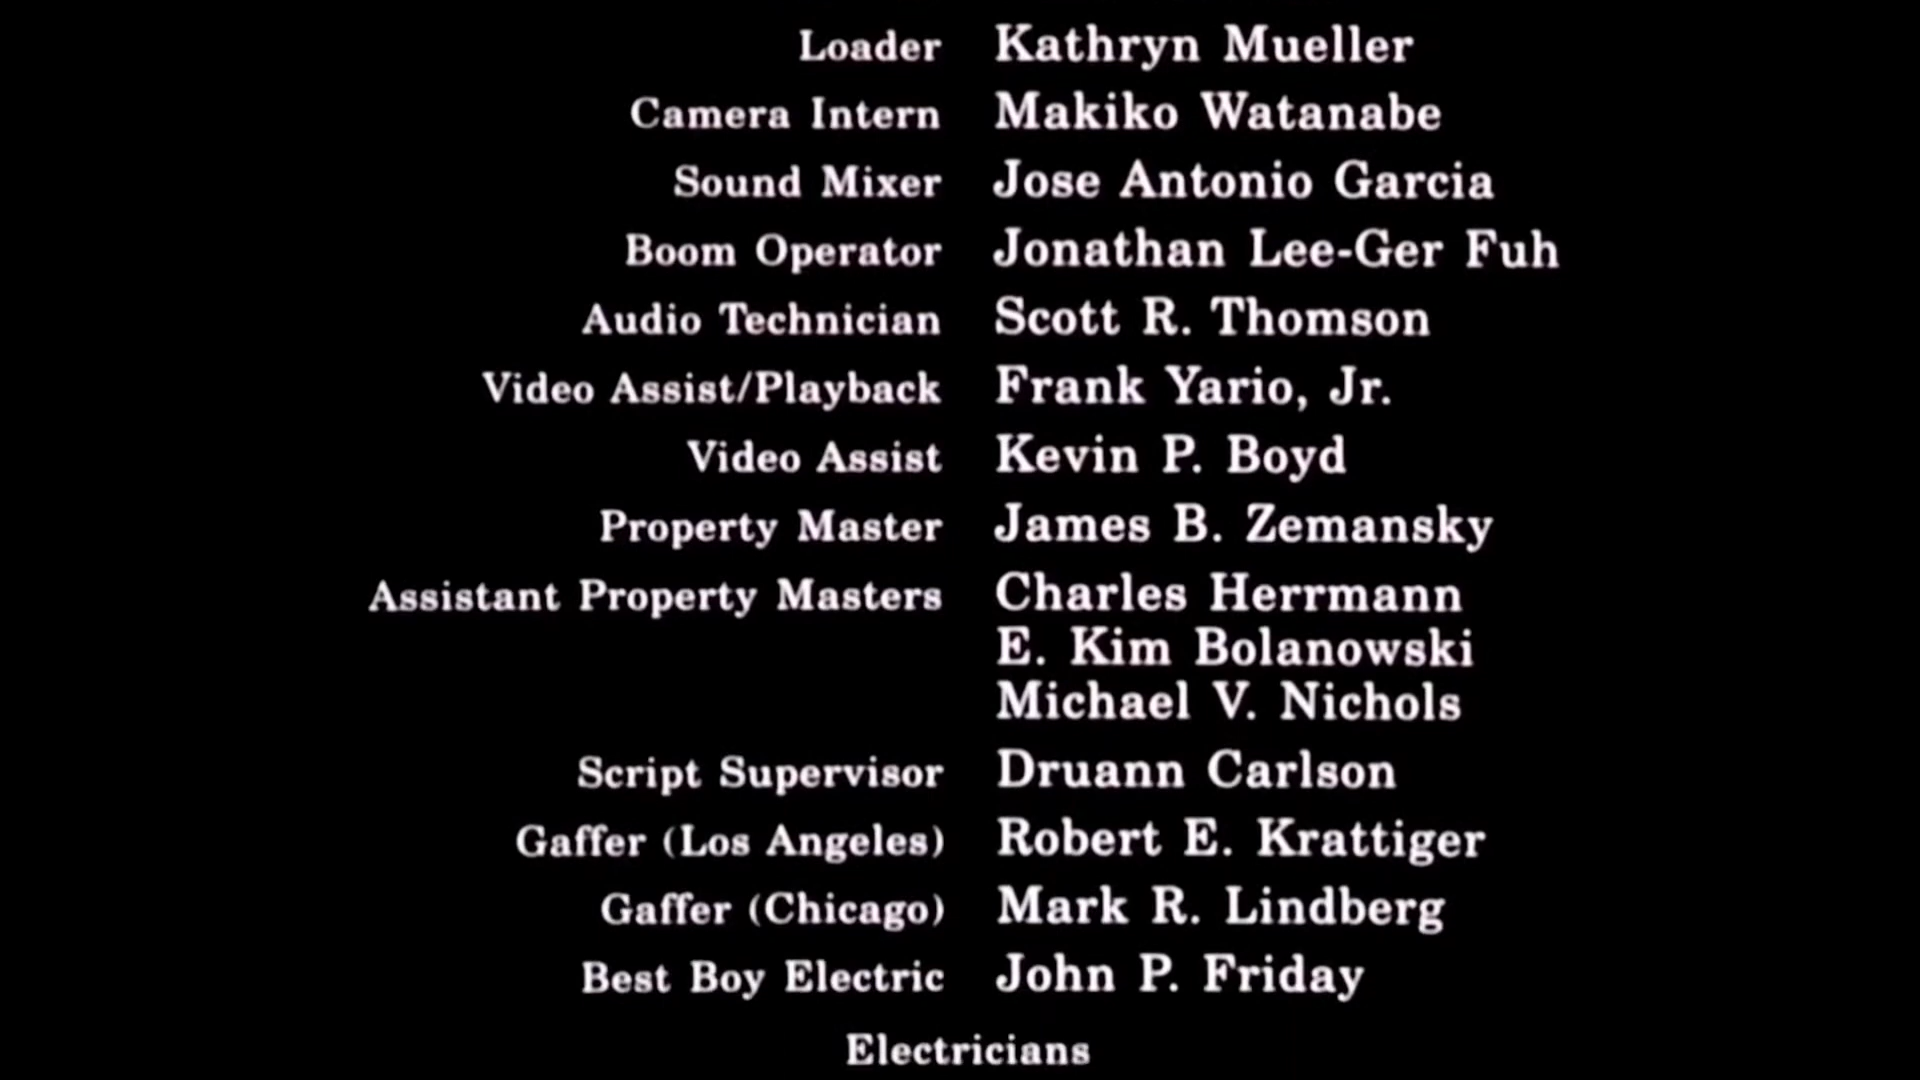 Loader Kathryn Mueller
Camera Intern Makiko Watanabe
Sound Mixer Jose Antonio Garcia
Boom Operator Jonathan Lee-Ger Fuh
Audio Technician Scott R. Thomson
Video Assist/Playback Frank Yario, Jr.
Video Assist Kevin P. Boyd
Property Master James B. Zemansky
Assistant Property Masters Charles Herrmann
E. Kim Bolanowski
Michael V. Nichols
Script Supervisor Druann Carlson
Gaffer (Los Angeles) Robert E. Krattiger
Gaffer (Chicago) Mark R. Lindberg
Best Boy Electric John P. Friday
Electricians